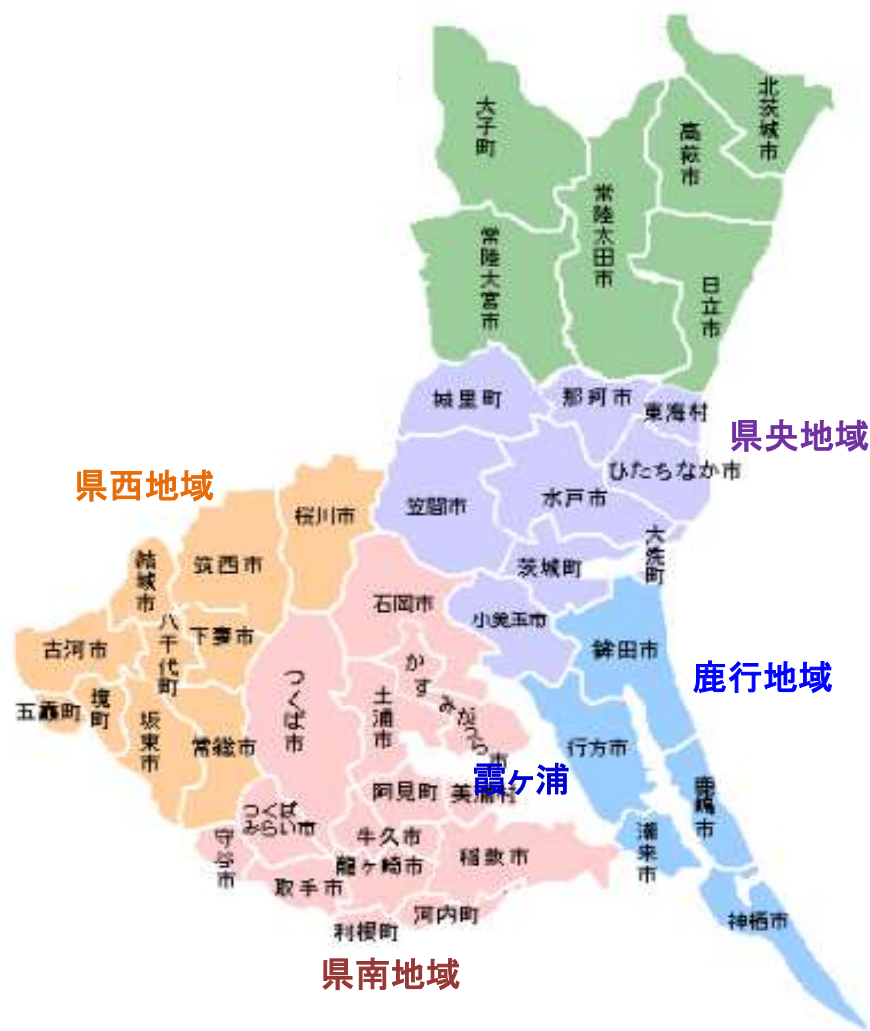 北茨城市
大子町
高萩市
常陸太田市
常陸大宮市
日立市
城里町
那珂市
東海村
県央地域
ひたちなか市
県西地域
水戸市
笠間市
桜川市
大洗町
茨城町
筑西市
結城市
石岡市
小美玉市
八千代町
下妻市
古河市
鉾田市
かすみがうら市
鹿行地域
つくば市
土浦市
境町
五霞町
坂東市
常総市
行方市
霞ヶ浦
阿見町
美浦村
鹿嶋市
つくば
みらい市
守谷市
牛久市
潮来市
龍ヶ崎市
稲敷市
取手市
河内町
神栖市
利根町
県南地域